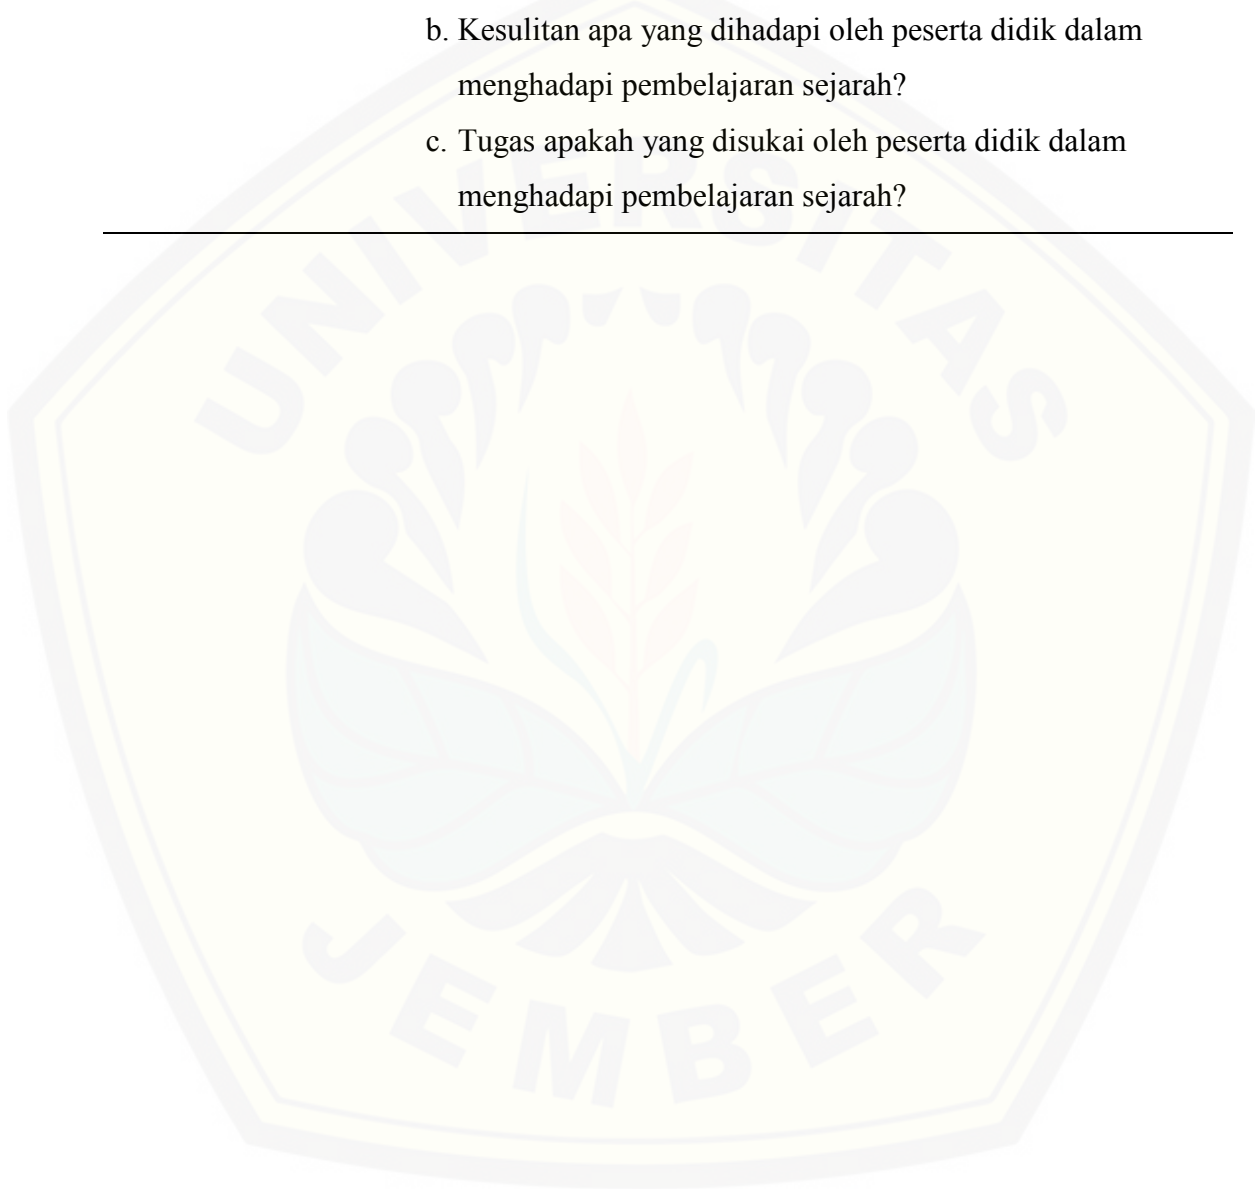 b. Kesulitan apa yang dihadapi oleh peserta didik dalam
menghadapi pembelajaran sejarah?
c. Tugas apakah yang disukai oleh peserta didik dalam
menghadapi pembelajaran sejarah?
UNIVERSITAS
JEMBER